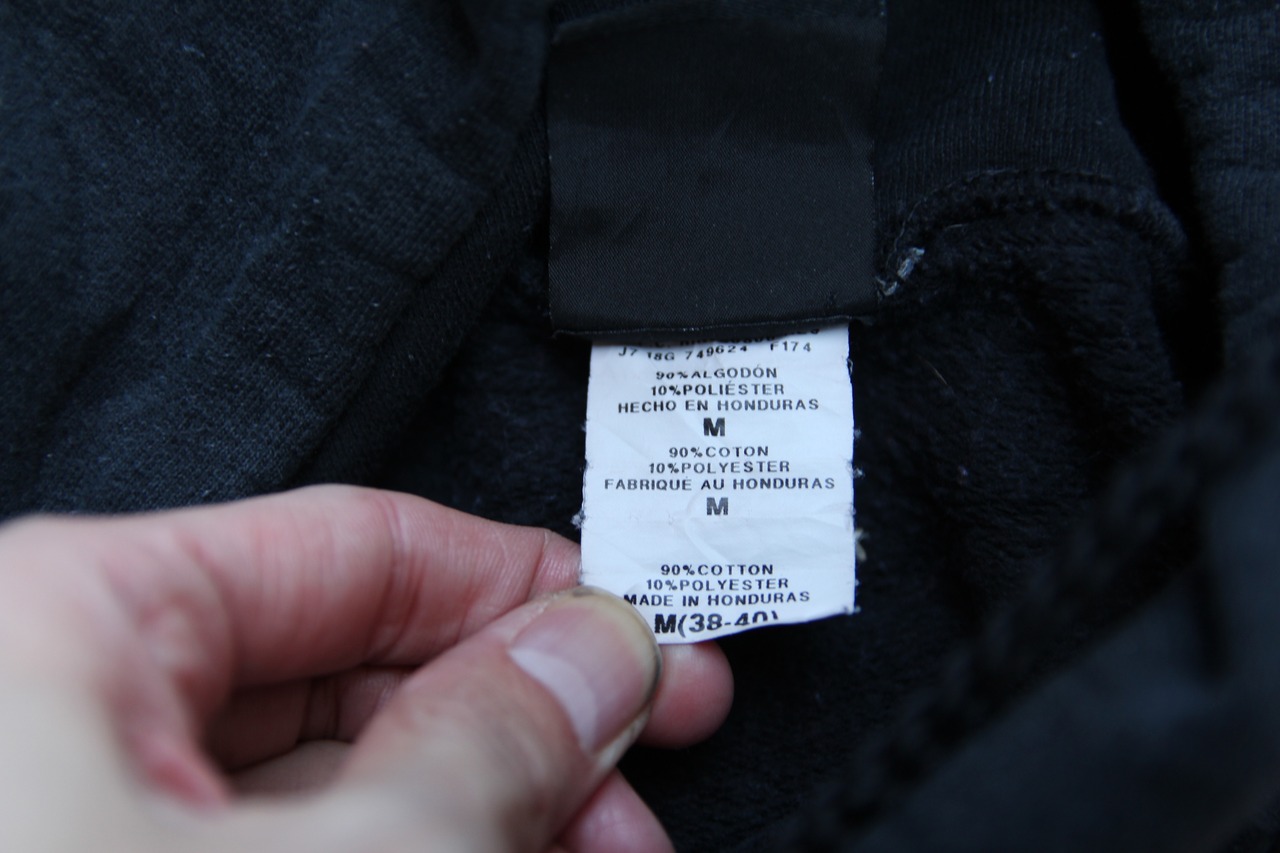 J7 18G 749624 F174
90%ALGODÓN
10%POLIÉSTER
HECHO EN HONDURAS
M
90%COTON
10%POLYESTER
FABRIQUÉ AU HONDURAS
M
90%COTTON
10%POLYESTER
MADE IN HONDURAS
M(38-40)